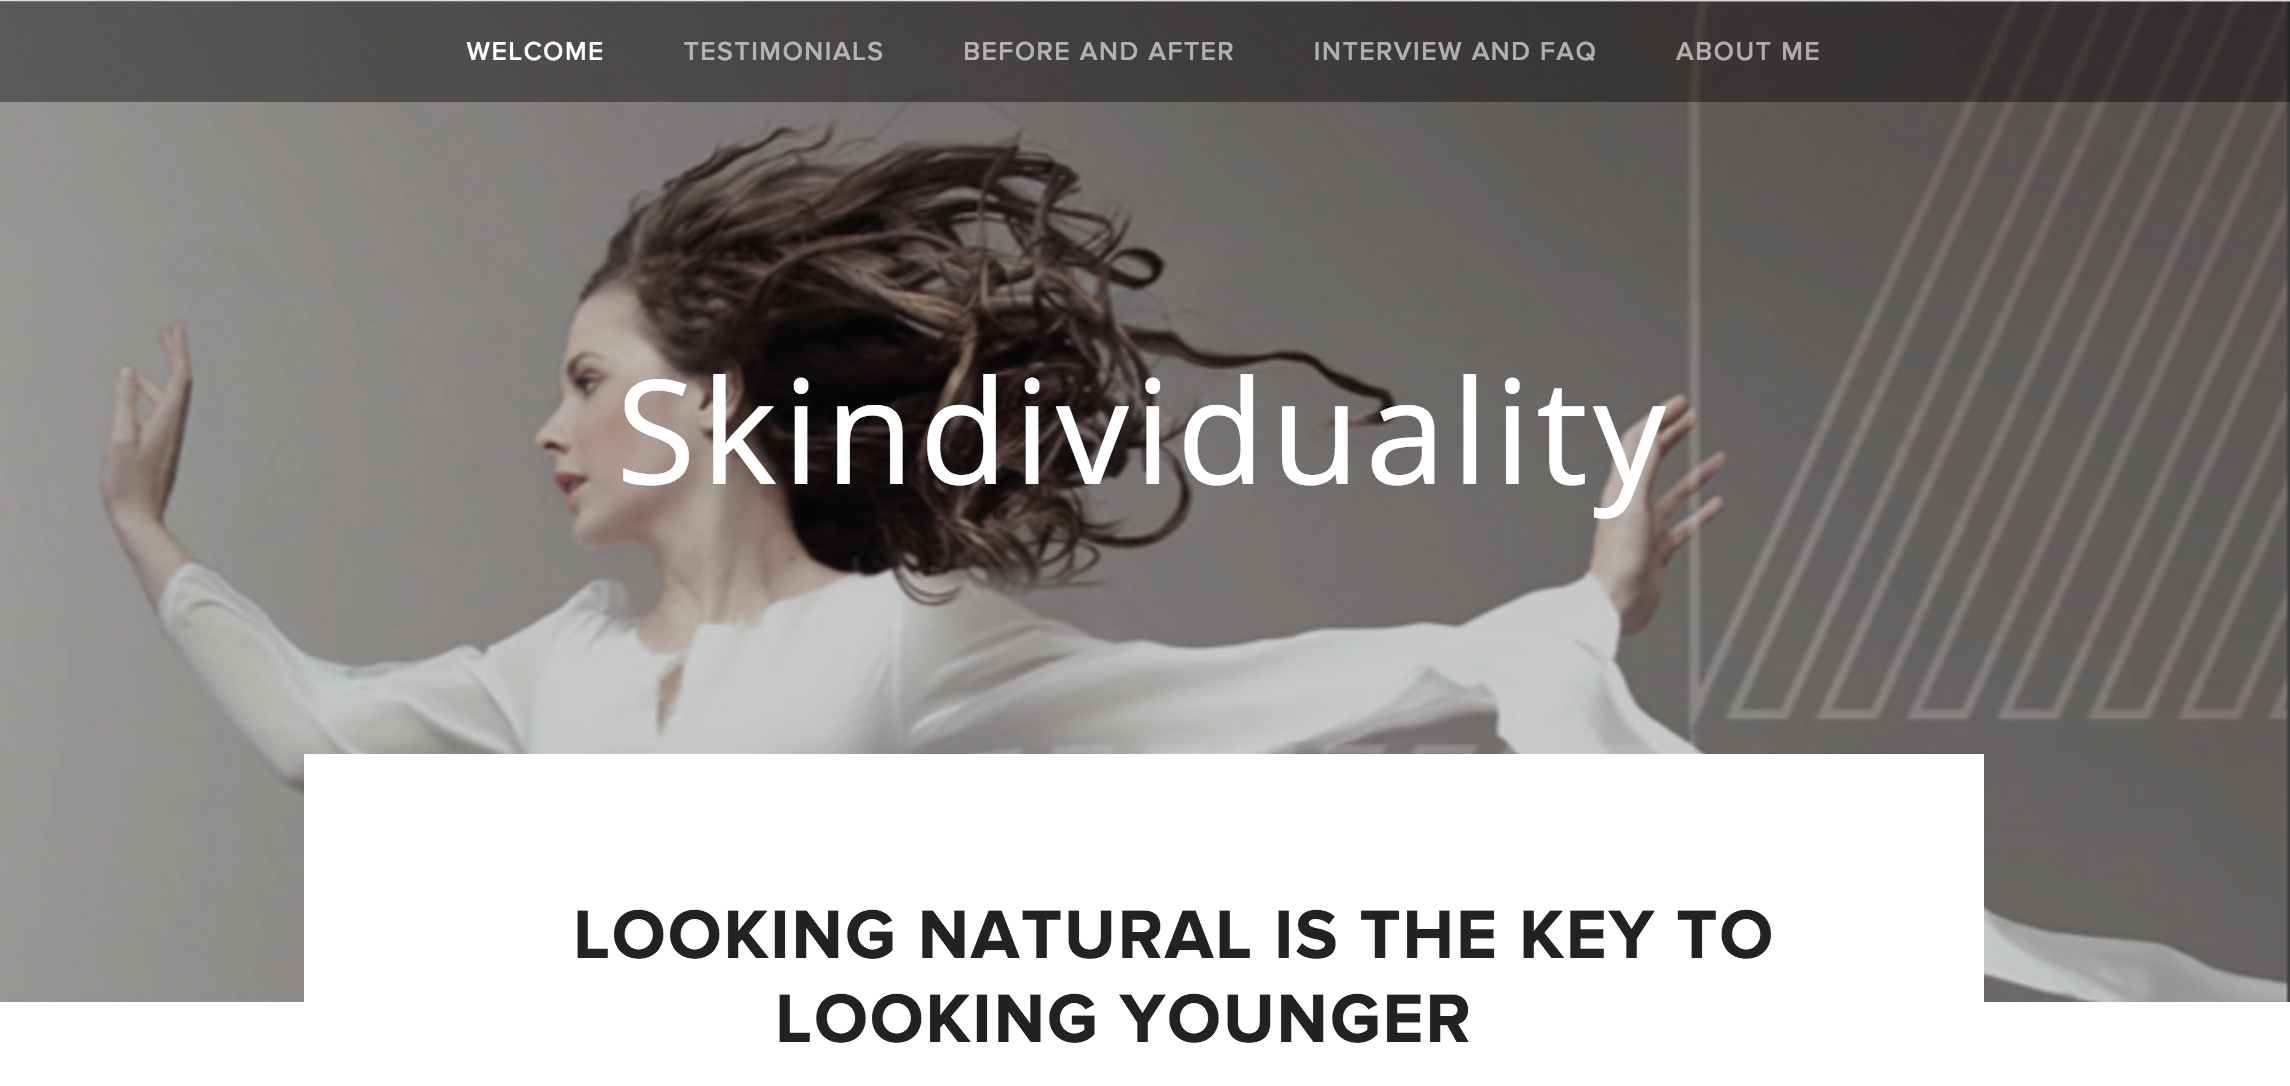 WELCOME TESTIMONIALS BEFORE AND AFTER INTERVIEW AND FAQ ABOUT ME
Skindividuality
LOOKING NATURAL IS THE KEY TO
LOOKING YOUNGER